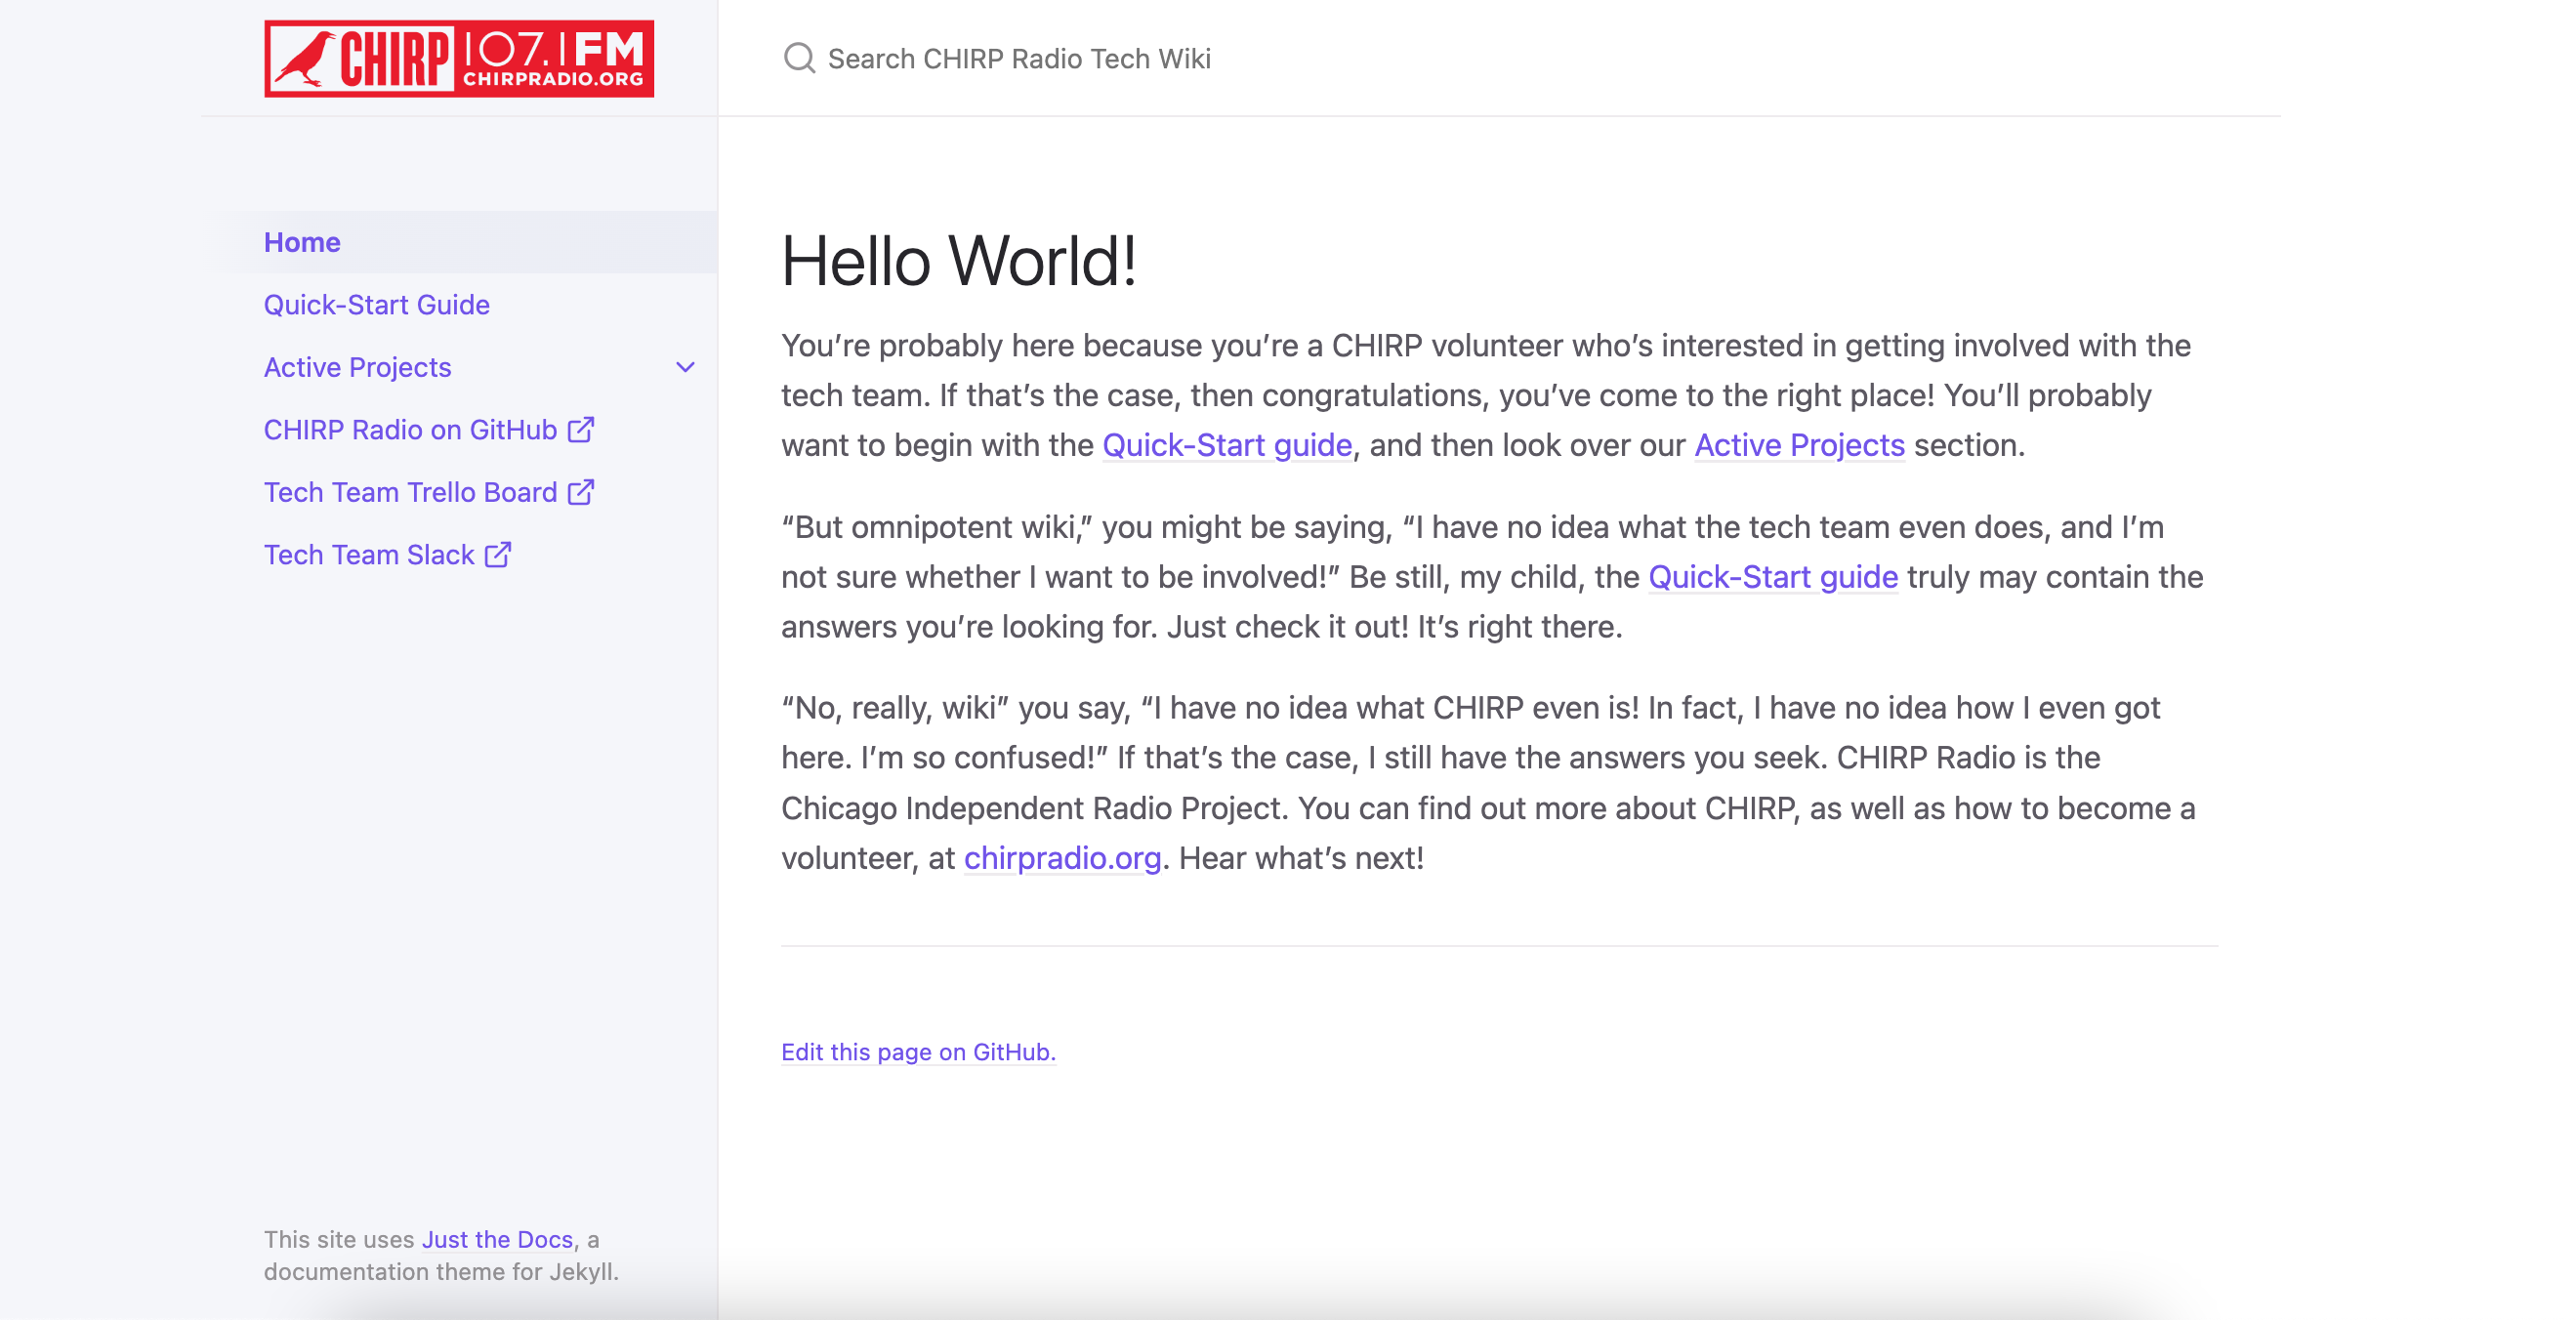 CHIRP 107.1FM
CHIRPRADIO.ORG
Search CHIRP Radio Tech Wiki
Home
Quick-Start Guide
Active Projects
CHIRP Radio on GitHub
Tech Team Trello Board
Tech Team Slack
Hello World!
You’re probably here because you’re a CHIRP volunteer who’s interested in getting involved with the
tech team. If that’s the case, then congratulations, you’ve come to the right place! You’ll probably
want to begin with the Quick-Start guide, and then look over our Active Projects section.
“But omnipotent wiki,” you might be saying, “I have no idea what the tech team even does, and I’m
not sure whether I want to be involved!” Be still, my child, the Quick-Start guide truly may contain the
answers you’re looking for. Just check it out! It’s right there.
“No, really, wiki” you say, “I have no idea what CHIRP even is! In fact, I have no idea how I even got
here. I’m so confused!” If that’s the case, I still have the answers you seek. CHIRP Radio is the
Chicago Independent Radio Project. You can find out more about CHIRP, as well as how to become a
volunteer, at chirpradio.org. Hear what’s next!
Edit this page on GitHub.
This site uses Just the Docs, a
documentation theme for Jekyll.